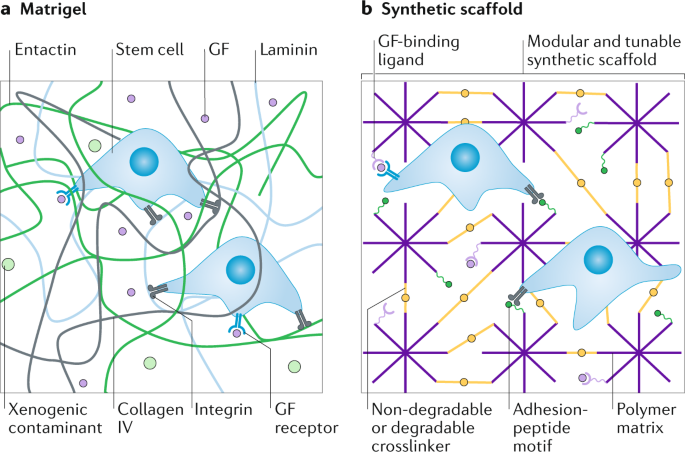 a Matrigel
Entactin
Stem cell
GF
Laminin
Xenogenic
contaminant
Collagen
IV
Integrin
GF
receptor
b Synthetic scaffold
GF-binding
ligand
Modular and tunable
synthetic scaffold
Non-degradable
or degradable
crosslinker
Adhesion-
peptide
motif
Polymer
matrix